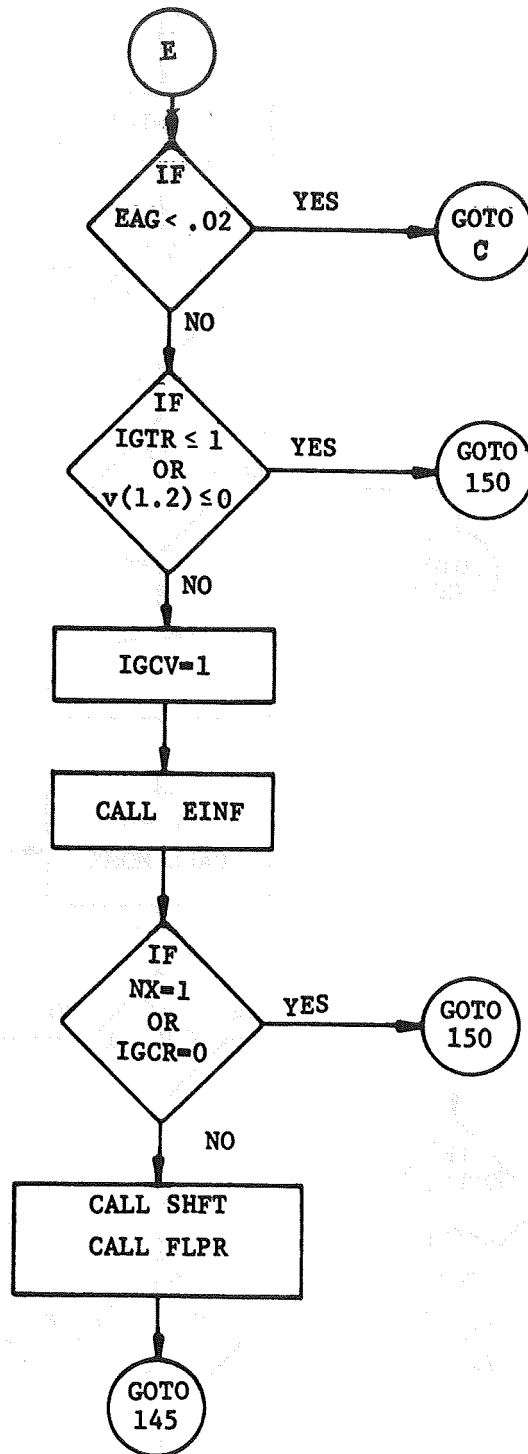 E
IF
EAG < .02
YES
GOTO
C
NO
IF
IGTR ≤ 1
OR
v(1.2) ≤ 0
YES
GOTO
150
NO
IGCV=1
CALL EINF
IF
NX=1
OR
IGCR=0
YES
GOTO
150
NO
CALL SHFT
CALL FLPR
GOTO
145